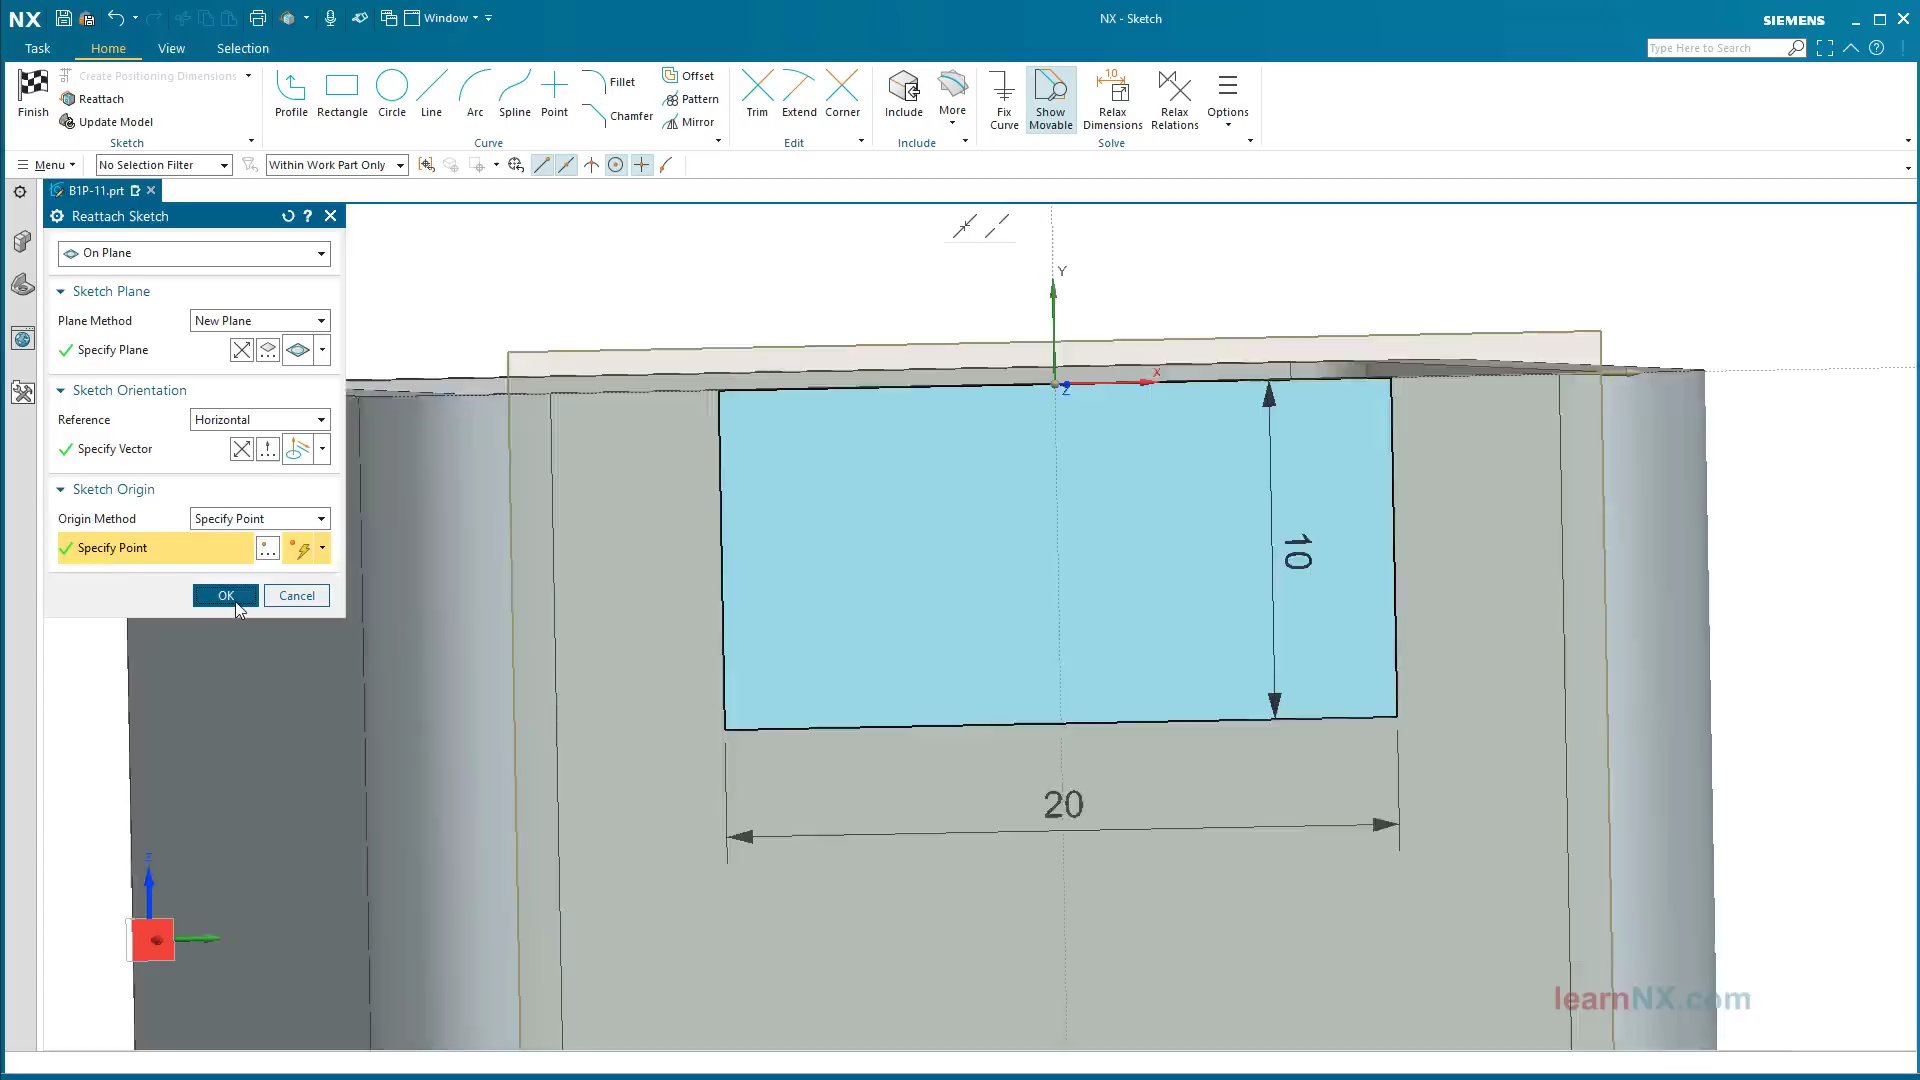 NX
Window
NX - Sketch
SIEMENS
Task
Home
View
Selection
Type Here to Search
Finish
Create Positioning Dimensions
Reattach
Update Model
Sketch
Profile
Rectangle
Circle
Line
Arc
Spline
Point
Fillet
Chamfer
Offset
Pattern
Mirror
Curve
Trim
Extend
Corner
Edit
Include
More
Include
Fix Curve
Show Movable
1,0
Relax Dimensions
Relax Relations
Options
Solve
Menu
No Selection Filter
Within Work Part Only
B1P-11.prt
Reattach Sketch
On Plane
Sketch Plane
Plane Method
New Plane
Specify Plane
Sketch Orientation
Reference
Horizontal
Specify Vector
Sketch Origin
Origin Method
Specify Point
Specify Point
OK
Cancel
Y
X
Z
10
20
Z
learnNX.com